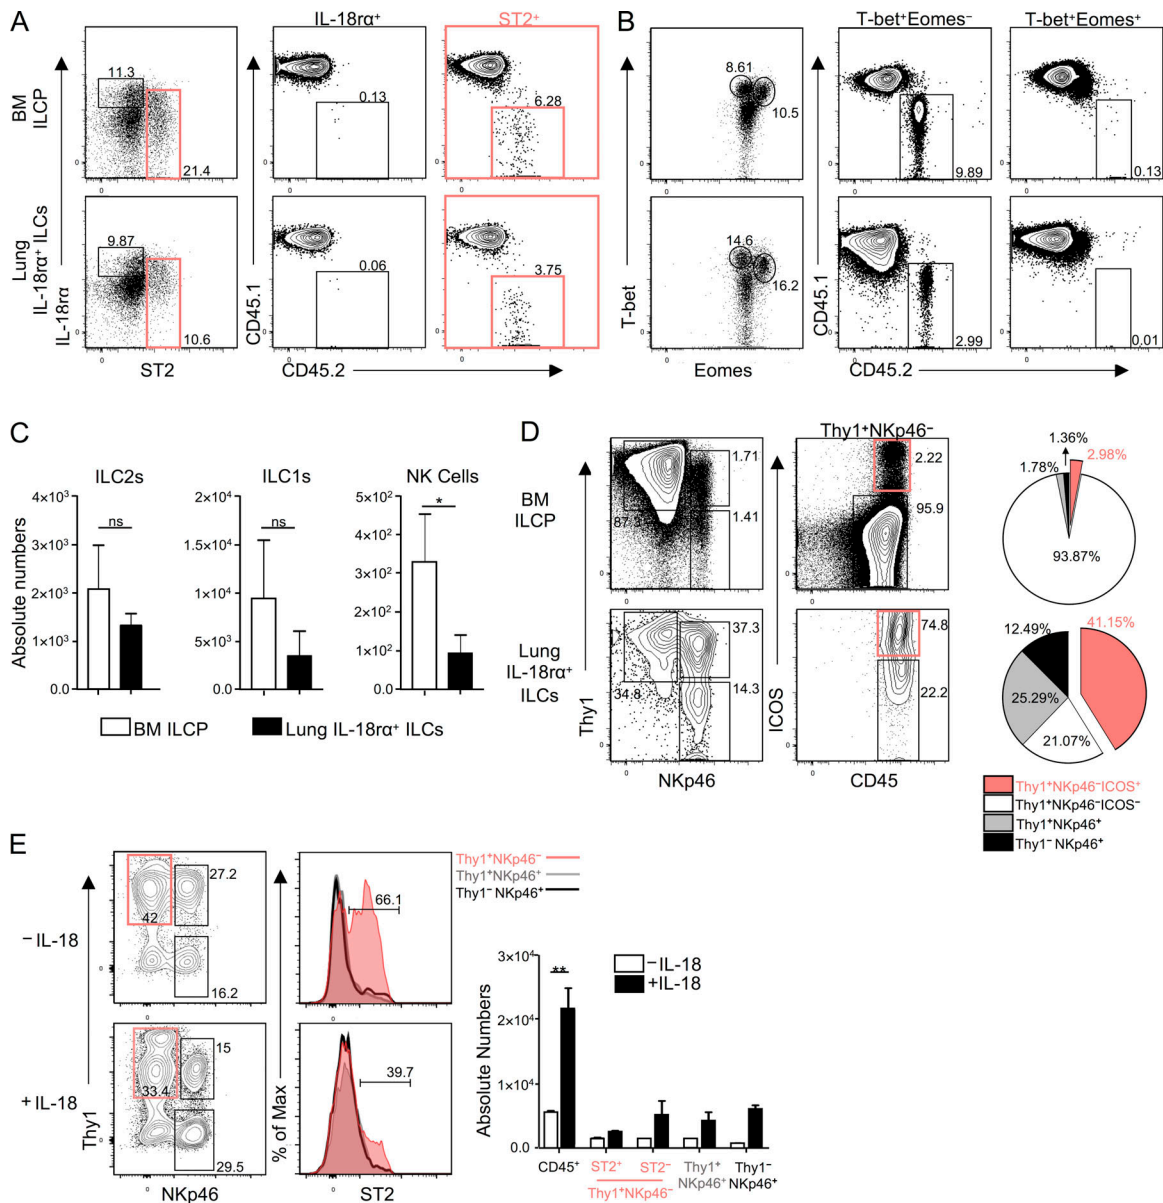 A
IL-18rα⁺
ST2⁺
BM
ILCP
11.3
21.4
0.13
6.28
Lung
IL-18rα⁺ ILCs
9.87
10.6
0.06
3.75
IL-18rα
CD45.1
ST2
CD45.2
0
B
T-bet⁺Eomes⁻
T-bet⁺Eomes⁺
8.61
10.5
9.89
0.13
14.6
16.2
2.99
0.01
T-bet
CD45.1
Eomes
CD45.2
0
C
ILC2s
ILC1s
NK Cells
Absolute numbers
4×10³
3×10³
2×10³
1×10³
0.0
ns
2.0×10⁴
1.5×10⁴
1.0×10⁴
5×10³
0.0
ns
5×10²
4×10²
3×10²
2×10²
1×10²
0.0
*
BM ILCP
Lung IL-18rα⁺ ILCs
D
Thy1⁺NKp46⁻
BM
ILCP
1.71
1.41
2.22
95.9
1.36%
1.78%
2.98%
93.87%
Lung
IL-18rα⁺
ILCs
37.3
34.8
14.3
74.8
22.2
12.49%
41.15%
25.29%
21.07%
Thy1
ICOS
NKp46
CD45
Thy1⁺NKp46⁻ICOS⁺
Thy1⁺NKp46⁻ICOS⁻
Thy1⁺NKp46⁺
Thy1⁻ NKp46⁺
E
– IL-18
42
27.2
16.2
66.1
Thy1⁺NKp46⁻
Thy1⁺NKp46⁺
Thy1⁻ NKp46⁺
+ IL-18
33.4
15
29.5
39.7
Thy1
% of Max
NKp46
ST2
Absolute Numbers
3×10⁴
2×10⁴
1×10⁴
0.0
**
–IL-18
+IL-18
CD45⁺
ST2⁺
ST2⁻
Thy1⁺NKp46⁻
Thy1⁺
NKp46⁺
Thy1⁻
NKp46⁺